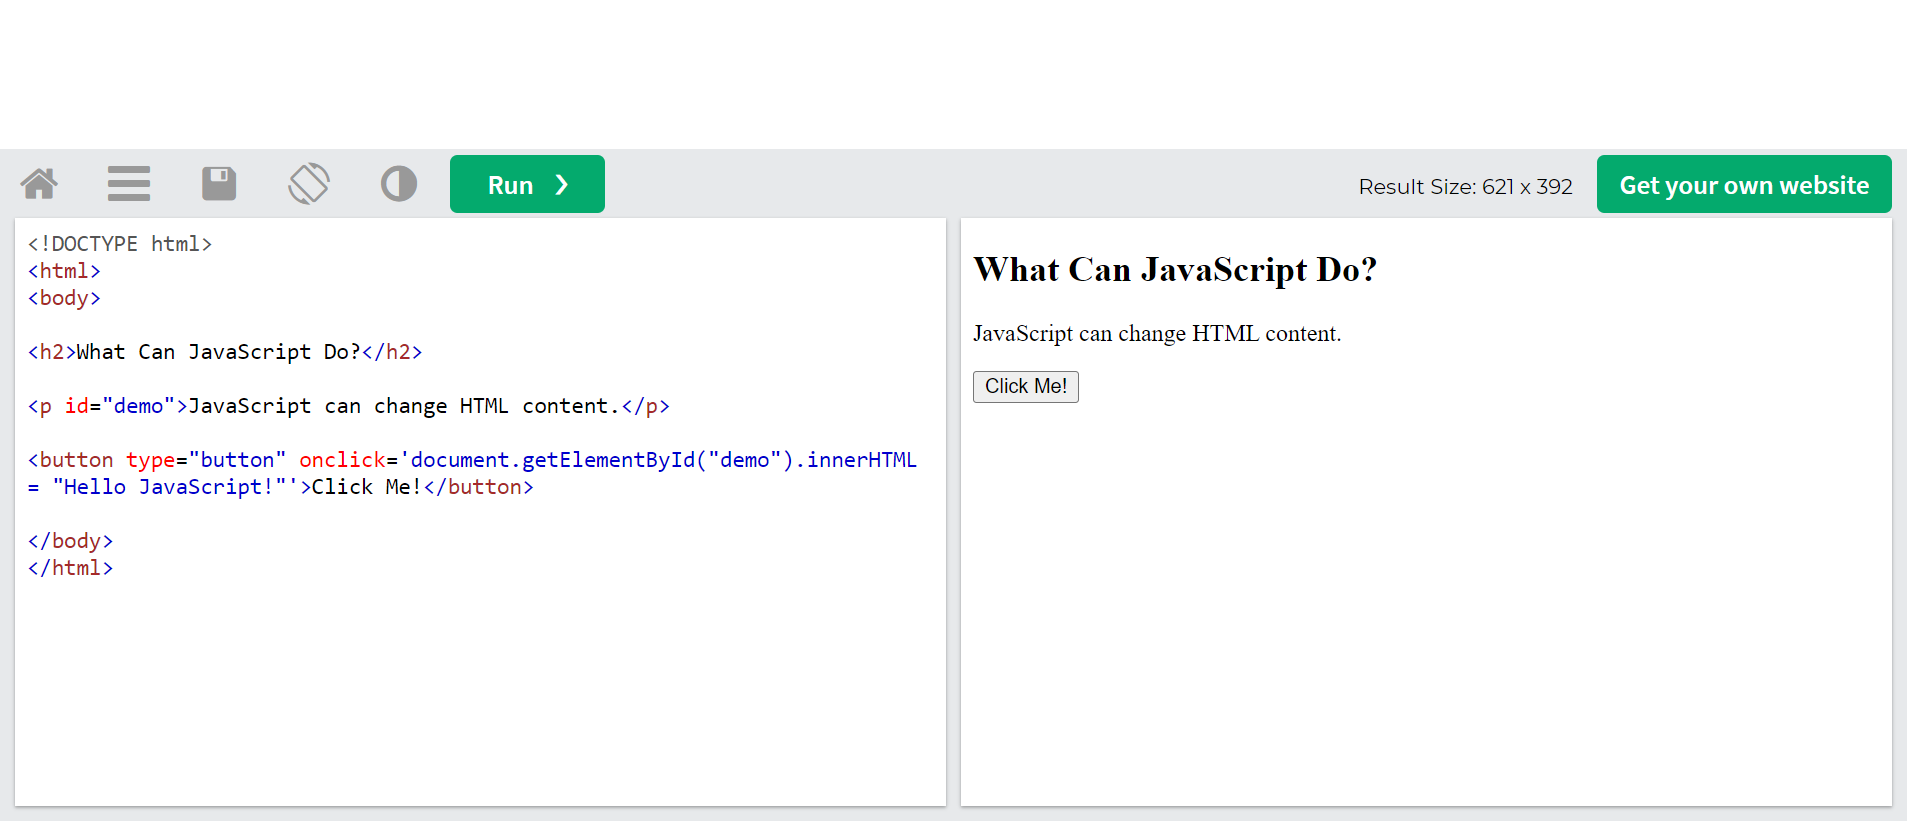 Run ❯
Result Size: 621 x 392
Get your own website
<!DOCTYPE html>
<html>
<body>
<h2>What Can JavaScript Do?</h2>
<p id="demo">JavaScript can change HTML content.</p>
<button type="button" onclick='document.getElementById("demo").innerHTML
= "Hello JavaScript!"'>Click Me!</button>
</body>
</html>
What Can JavaScript Do?
JavaScript can change HTML content.
Click Me!